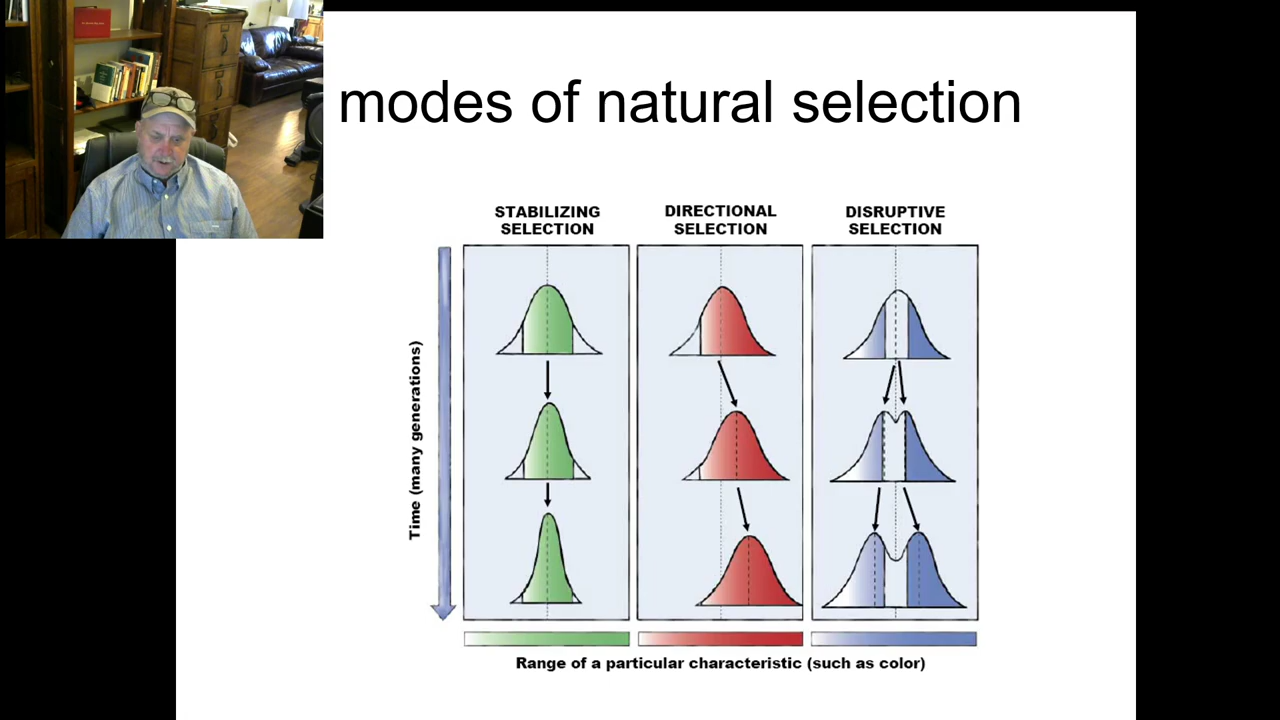 modes of natural selection
STABILIZING
SELECTION
DIRECTIONAL
SELECTION
DISRUPTIVE
SELECTION
Time (many generations)
Range of a particular characteristic (such as color)